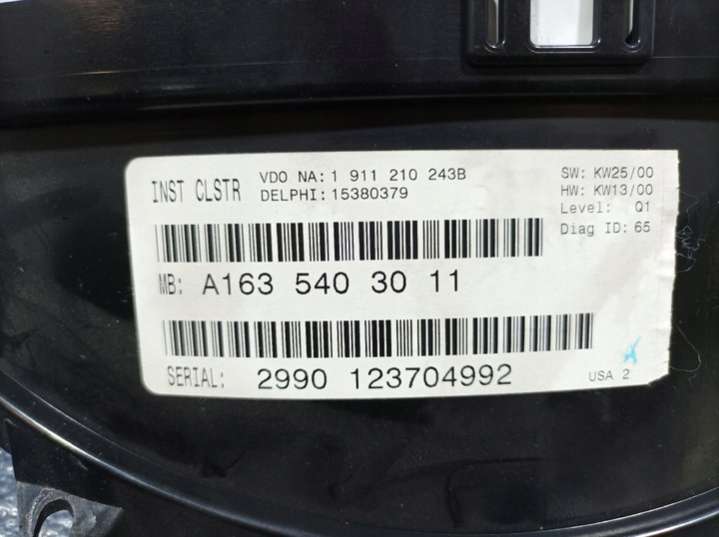 INST CLSTR
VDO NA: 1 911 210 243B
DELPHI: 15380379
SW: KW25/00
HW: KW13/00
Level: Q1
Diag ID: 65
MB: A163 540 30 11
SERIAL: 2990 123704992
USA 2